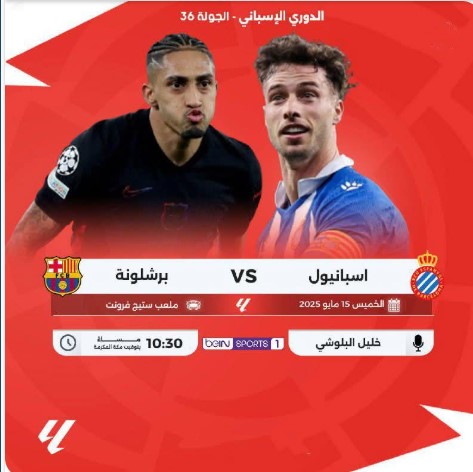 الدوري الإسباني - الجولة 36
اسبانيول VS برشلونة
الخميس 15 مايو 2025
ملعب ستيج فرونت
خليل البلوشي
beIN SPORTS 1
10:30 مساءً
بتوقيت مكة المكرمة